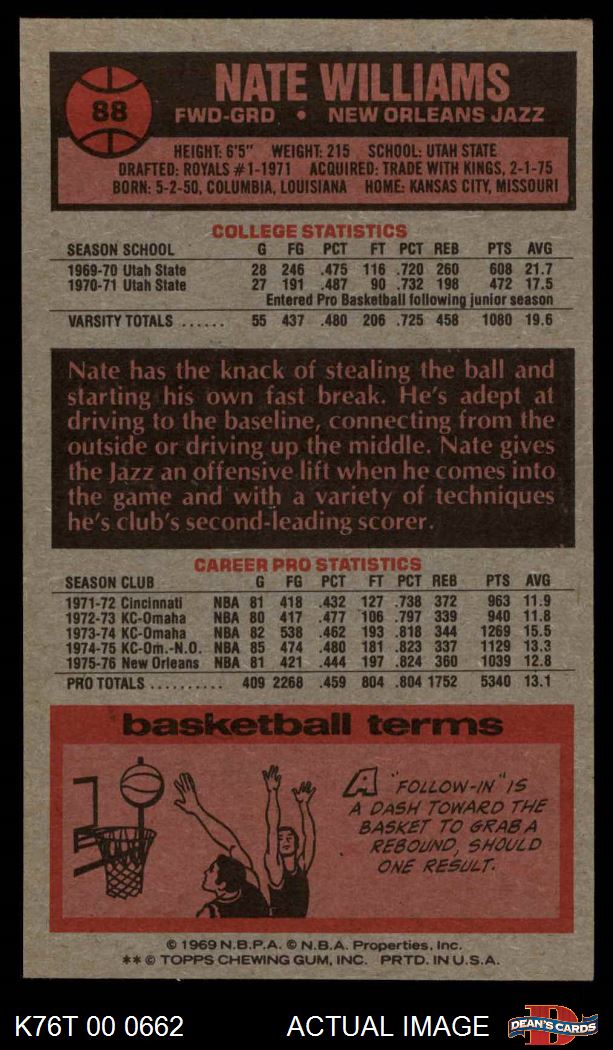 88
NATE WILLIAMS
FWD-GRD • NEW ORLEANS JAZZ
HEIGHT: 6'5" WEIGHT: 215 SCHOOL: UTAH STATE
DRAFTED: ROYALS #1-1971 ACQUIRED: TRADE WITH KINGS, 2-1-75
BORN: 5-2-50, COLUMBIA, LOUISIANA HOME: KANSAS CITY, MISSOURI
COLLEGE STATISTICS
SEASON SCHOOL G FG PCT FT PCT REB PTS AVG
1969-70 Utah State 28 246 .475 116 .720 260 608 21.7
1970-71 Utah State 27 191 .487 90 .732 198 472 17.5
Entered Pro Basketball following junior season
VARSITY TOTALS ...... 55 437 .480 206 .725 458 1080 19.6
Nate has the knack of stealing the ball and
starting his own fast break. He's adept at
driving to the baseline, connecting from the
outside or driving up the middle. Nate gives
the Jazz an offensive lift when he comes into
the game and with a variety of techniques
he's club's second-leading scorer.
CAREER PRO STATISTICS
SEASON CLUB G FG PCT FT PCT REB PTS AVG
1971-72 Cincinnati NBA 81 418 .432 127 .738 372 963 11.9
1972-73 KC-Omaha NBA 80 417 .477 106 .797 339 940 11.8
1973-74 KC-Omaha NBA 82 538 .462 193 .818 344 1269 15.5
1974-75 KC-Om.-N.O. NBA 85 474 .480 181 .823 337 1129 13.3
1975-76 New Orleans NBA 81 421 .444 197 .824 360 1039 12.8
PRO TOTALS .......... 409 2268 .459 804 .804 1752 5340 13.1
basketball terms
A "FOLLOW-IN" IS
A DASH TOWARD THE
BASKET TO GRAB A
REBOUND, SHOULD
ONE RESULT.
© 1969 N.B.P.A. © N.B.A. Properties, Inc.
**© TOPPS CHEWING GUM, INC. PRTD. IN U.S.A.
K76T 00 0662 ACTUAL IMAGE D DEAN'S CARDS